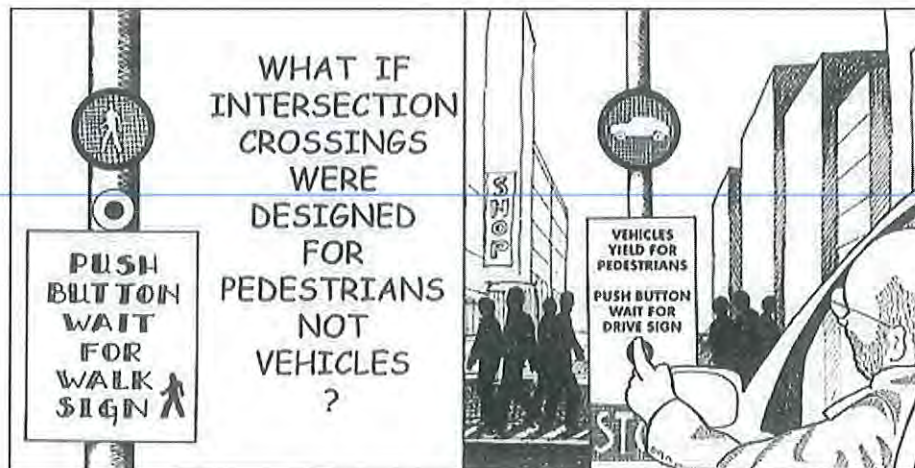 PUSH
BUTTON
WAIT
FOR
WALK
SIGN
WHAT IF
INTERSECTION
CROSSINGS
WERE
DESIGNED
FOR
PEDESTRIANS
NOT
VEHICLES
?
SHOP
VEHICLES
YIELD FOR
PEDESTRIANS
PUSH BUTTON
WAIT FOR
DRIVE SIGN